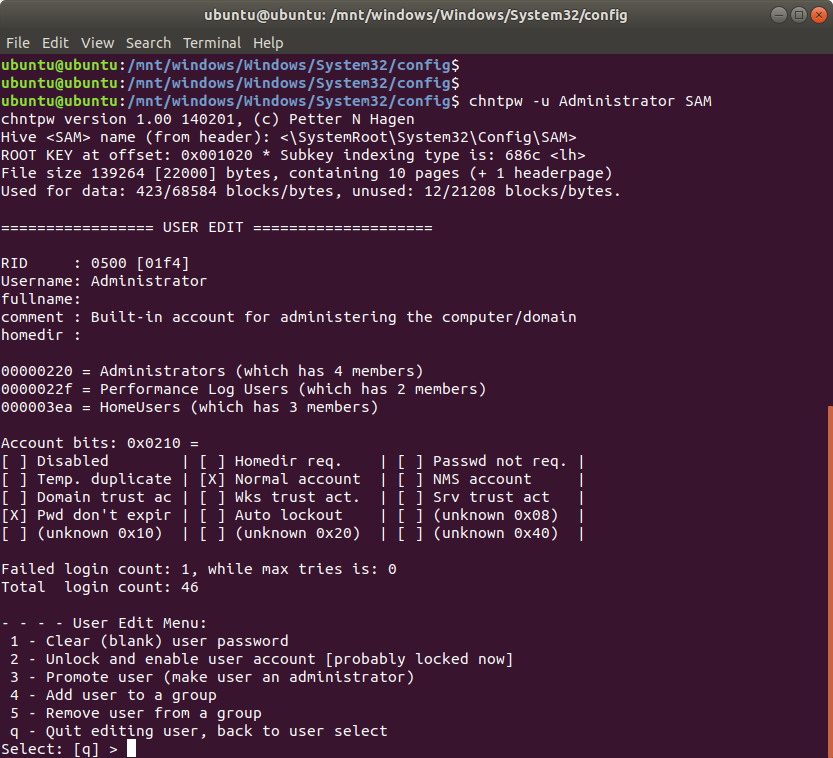 ubuntu@ubuntu: /mnt/windows/Windows/System32/config
File Edit View Search Terminal Help
ubuntu@ubuntu:/mnt/windows/Windows/System32/config$
ubuntu@ubuntu:/mnt/windows/Windows/System32/config$
ubuntu@ubuntu:/mnt/windows/Windows/System32/config$ chntpw -u Administrator SAM
chntpw version 1.00 140201, (c) Petter N Hagen
Hive <SAM> name (from header): <\SystemRoot\System32\Config\SAM>
ROOT KEY at offset: 0x001020 * Subkey indexing type is: 686c <lh>
File size 139264 [22000] bytes, containing 10 pages (+ 1 headerpage)
Used for data: 423/68584 blocks/bytes, unused: 12/21208 blocks/bytes.

================= USER EDIT ====================

RID     : 0500 [01f4]
Username: Administrator
fullname:
comment : Built-in account for administering the computer/domain
homedir :

00000220 = Administrators (which has 4 members)
0000022f = Performance Log Users (which has 2 members)
000003ea = HomeUsers (which has 3 members)

Account bits: 0x0210 =
[ ] Disabled        | [ ] Homedir req.    | [ ] Passwd not req. |
[ ] Temp. duplicate | [X] Normal account  | [ ] NMS account     |
[ ] Domain trust ac | [ ] Wks trust act.  | [ ] Srv trust act   |
[X] Pwd don't expir | [ ] Auto lockout    | [ ] (unknown 0x08)  |
[ ] (unknown 0x10)  | [ ] (unknown 0x20)  | [ ] (unknown 0x40)  |

Failed login count: 1, while max tries is: 0
Total  login count: 46

- - - - User Edit Menu:
 1 - Clear (blank) user password
 2 - Unlock and enable user account [probably locked now]
 3 - Promote user (make user an administrator)
 4 - Add user to a group
 5 - Remove user from a group
 q - Quit editing user, back to user select
Select: [q] >